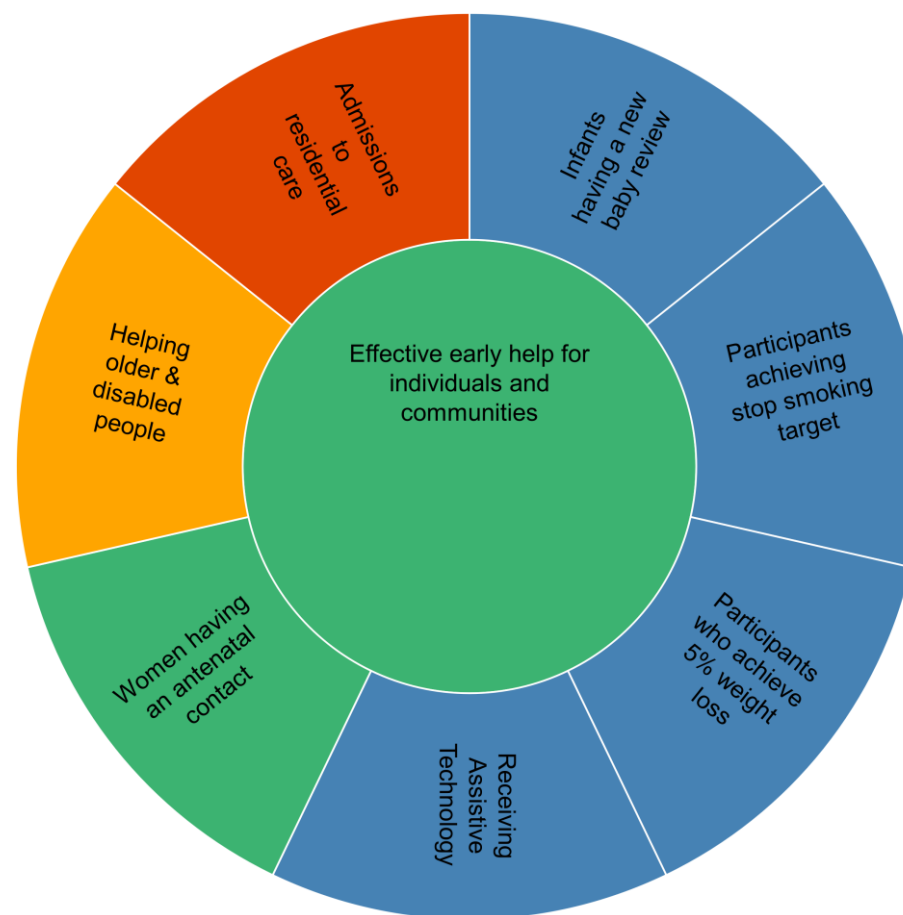 Effective early help for
individuals and
communities
Infants
having a new
baby review
Participants
achieving
stop smoking
target
Participants
who achieve
5% weight
loss
Receiving
Assistive
Technology
Women having
an antenatal
contact
Helping
older &
disabled
people
Admissions
to
residential
care